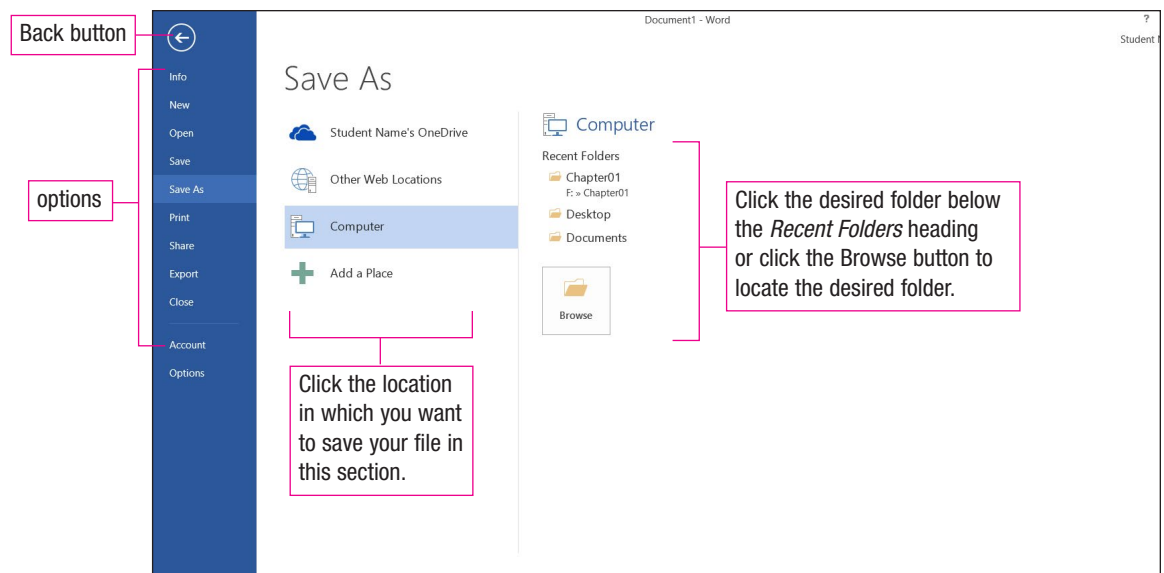 Document1 - Word
?
Student
Back button
options
Info
New
Open
Save
Save As
Print
Share
Export
Close
Account
Options
Save As
Student Name's OneDrive
Other Web Locations
Computer
Add a Place
Click the location
in which you want
to save your file in
this section.
Computer
Recent Folders
Chapter01
F: » Chapter01
Desktop
Documents
Browse
Click the desired folder below
the Recent Folders heading
or click the Browse button to
locate the desired folder.